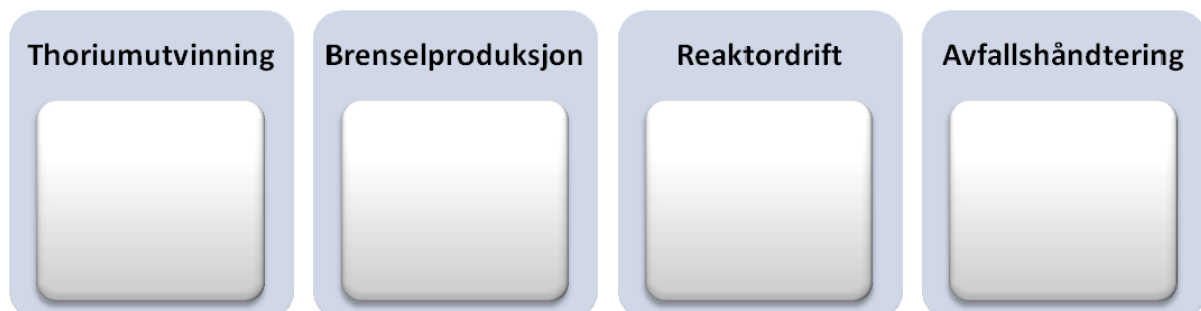 Thoriumutvinning
Brenselproduksjon
Reaktordrift
Avfallshåndtering